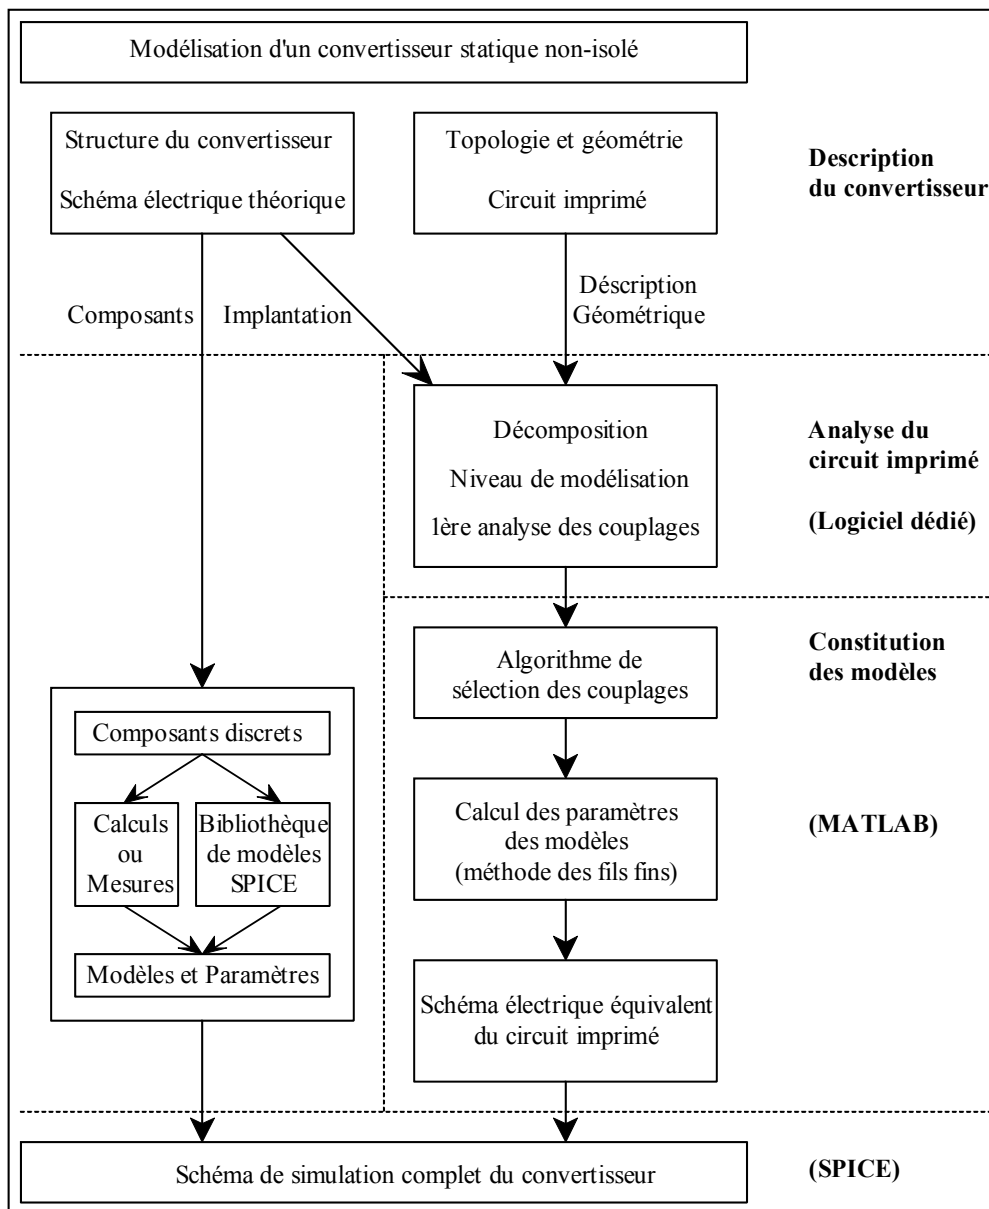 Modélisation d'un convertisseur statique non-isolé
Structure du convertisseur
Schéma électrique théorique
Topologie et géométrie
Circuit imprimé
Description
du convertisseur
Composants
Implantation
Déscription
Géométrique
Décomposition
Niveau de modélisation
1ère analyse des couplages
Analyse du
circuit imprimé
(Logiciel dédié)
Algorithme de
sélection des couplages
Constitution
des modèles
Composants discrets
Calculs
ou
Mesures
Bibliothèque
de modèles
SPICE
Modèles et Paramètres
Calcul des paramètres
des modèles
(méthode des fils fins)
(MATLAB)
Schéma électrique équivalent
du circuit imprimé
Schéma de simulation complet du convertisseur
(SPICE)